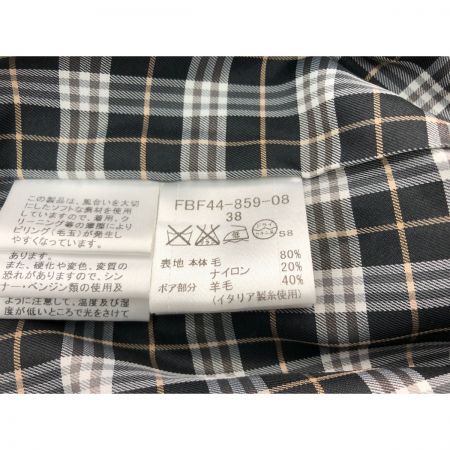 この製品は、風合いを大切
にしたソフトな素材を使用
していますので、着用、クリ
ーニング等の摩擦により
ピリング(毛玉)が発生し
やすくなっています。
あります。
また、硬化や変色、変質の
恐れがありますので、シン
ナー・ベンジン類の使用及
ように注意して、温度及び湿
度が低いところで光をさけて
FBF44-859-08
38
S8
表地 本体 毛 80%
ナイロン 20%
ボア部分 羊毛 40%
(イタリア製糸使用)